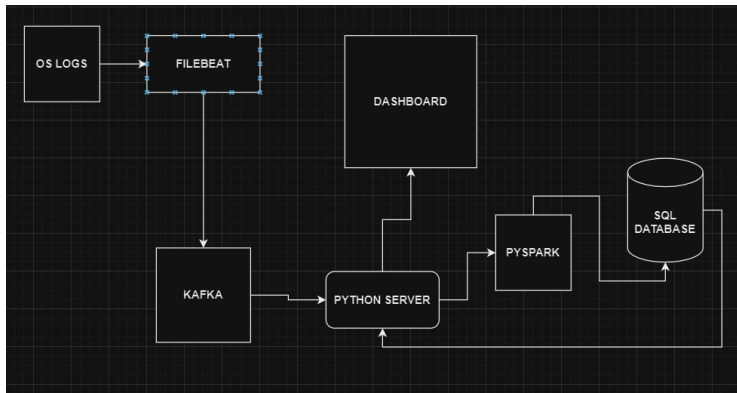 OS LOGS
FILEBEAT
DASHBOARD
SQL
DATABASE
PYSPARK
KAFKA
PYTHON SERVER